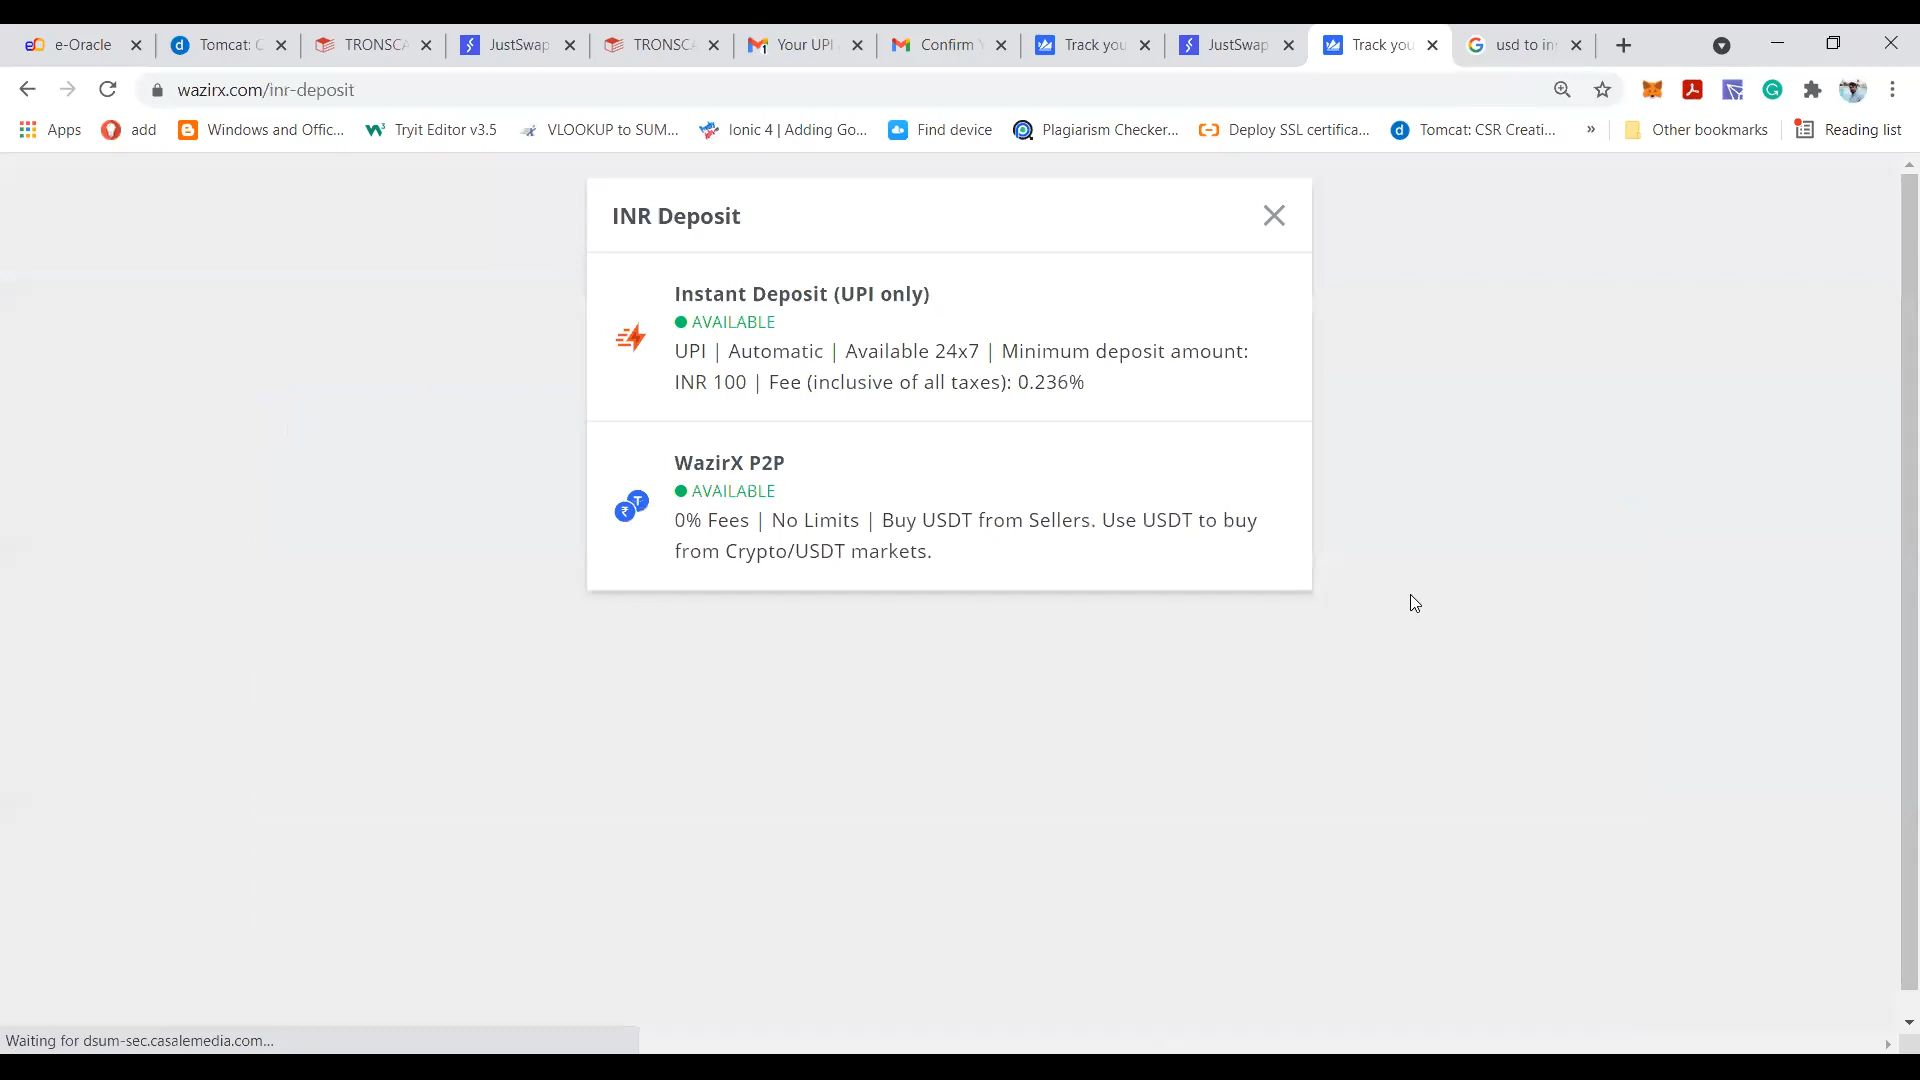 e-Oracle
Tomcat: C
TRONSCA
JustSwap
TRONSCA
Your UPI
Confirm Y
Track you
JustSwap
Track you
usd to in
wazirx.com/inr-deposit
Apps
add
Windows and Offic...
Tryit Editor v3.5
VLOOKUP to SUM...
Ionic 4 | Adding Go...
Find device
Plagiarism Checker...
Deploy SSL certifica...
Tomcat: CSR Creati...
»
Other bookmarks
Reading list
INR Deposit
Instant Deposit (UPI only)
AVAILABLE
UPI | Automatic | Available 24x7 | Minimum deposit amount:
INR 100 | Fee (inclusive of all taxes): 0.236%
WazirX P2P
AVAILABLE
0% Fees | No Limits | Buy USDT from Sellers. Use USDT to buy
from Crypto/USDT markets.
Waiting for dsum-sec.casalemedia.com...